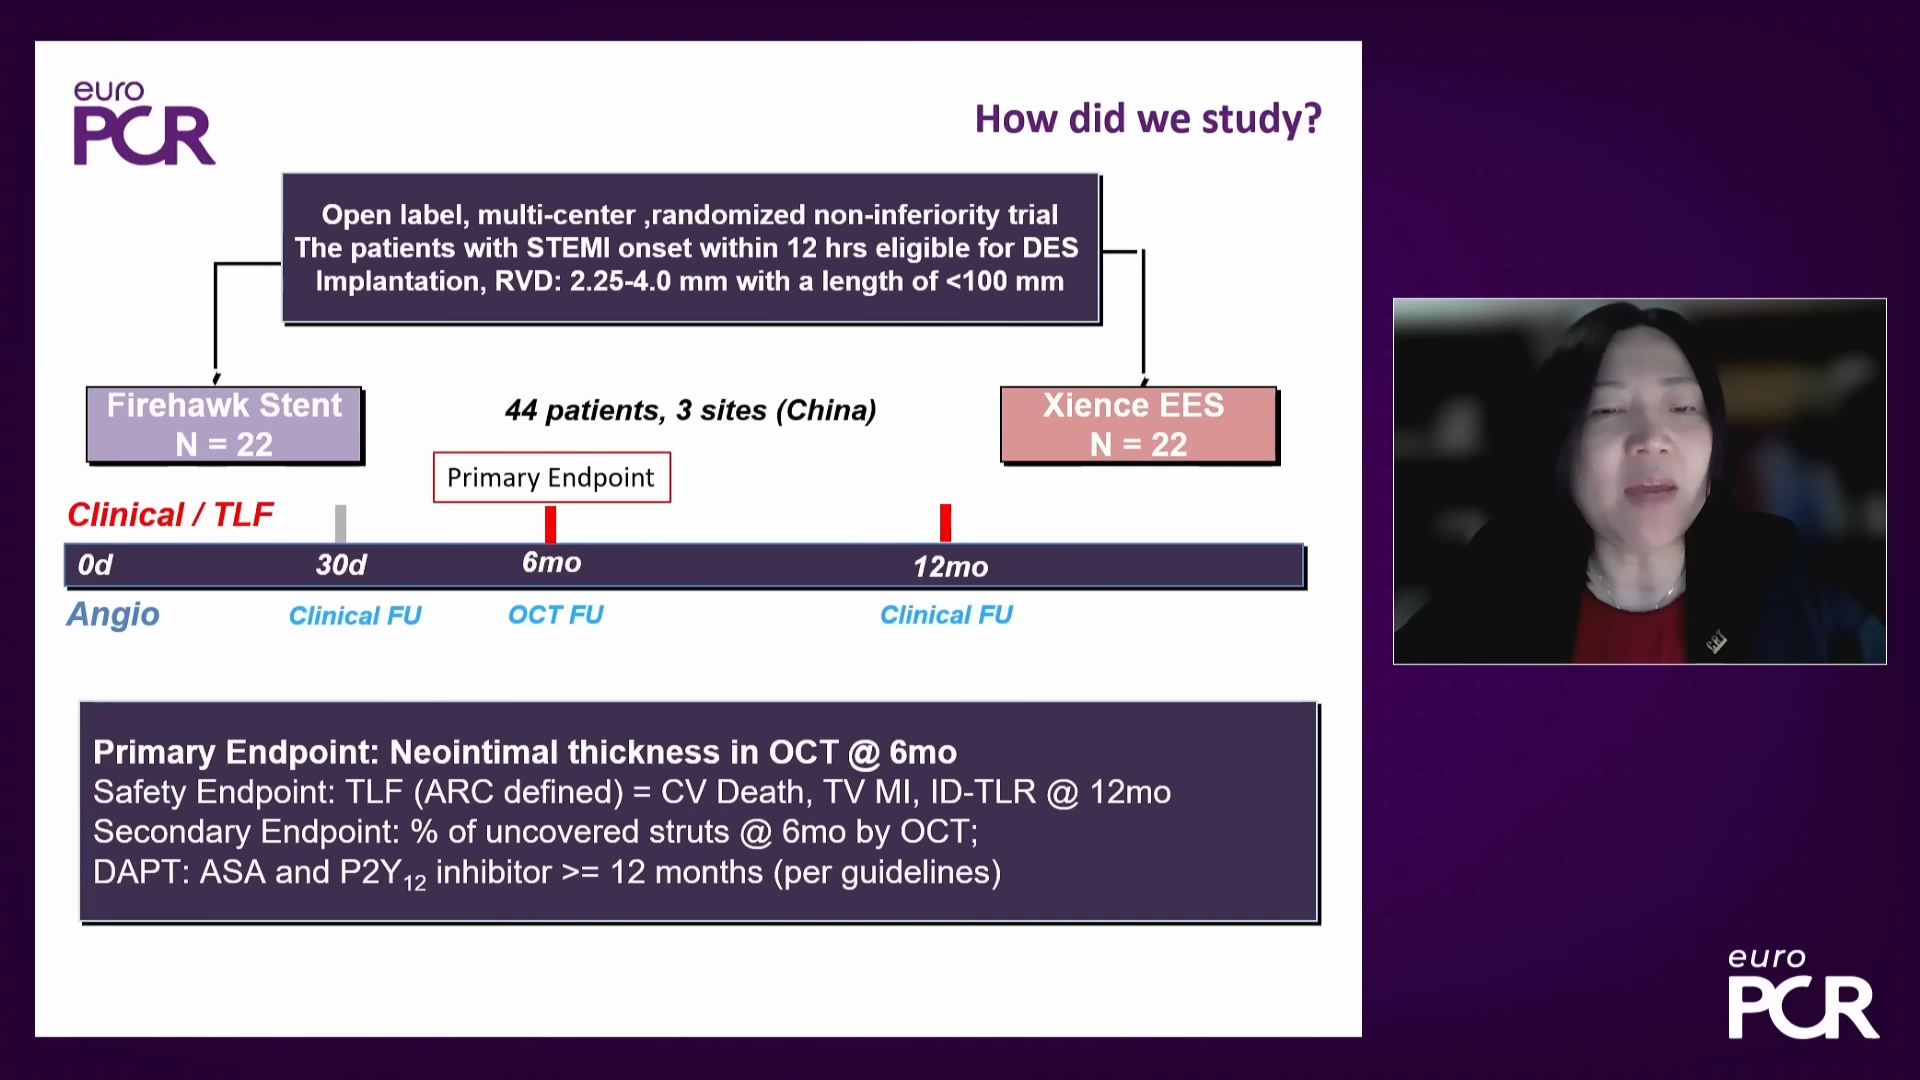 euro
PCR
How did we study?
Open label, multi-center ,randomized non-inferiority trial
The patients with STEMI onset within 12 hrs eligible for DES
Implantation, RVD: 2.25-4.0 mm with a length of <100 mm
Firehawk Stent
N = 22
44 patients, 3 sites (China)
Xience EES
N = 22
Primary Endpoint
Clinical / TLF
0d 30d 6mo 12mo
Angio Clinical FU OCT FU Clinical FU
Primary Endpoint: Neointimal thickness in OCT @ 6mo
Safety Endpoint: TLF (ARC defined) = CV Death, TV MI, ID-TLR @ 12mo
Secondary Endpoint: % of uncovered struts @ 6mo by OCT;
DAPT: ASA and P2Y12 inhibitor >= 12 months (per guidelines)
euro
PCR